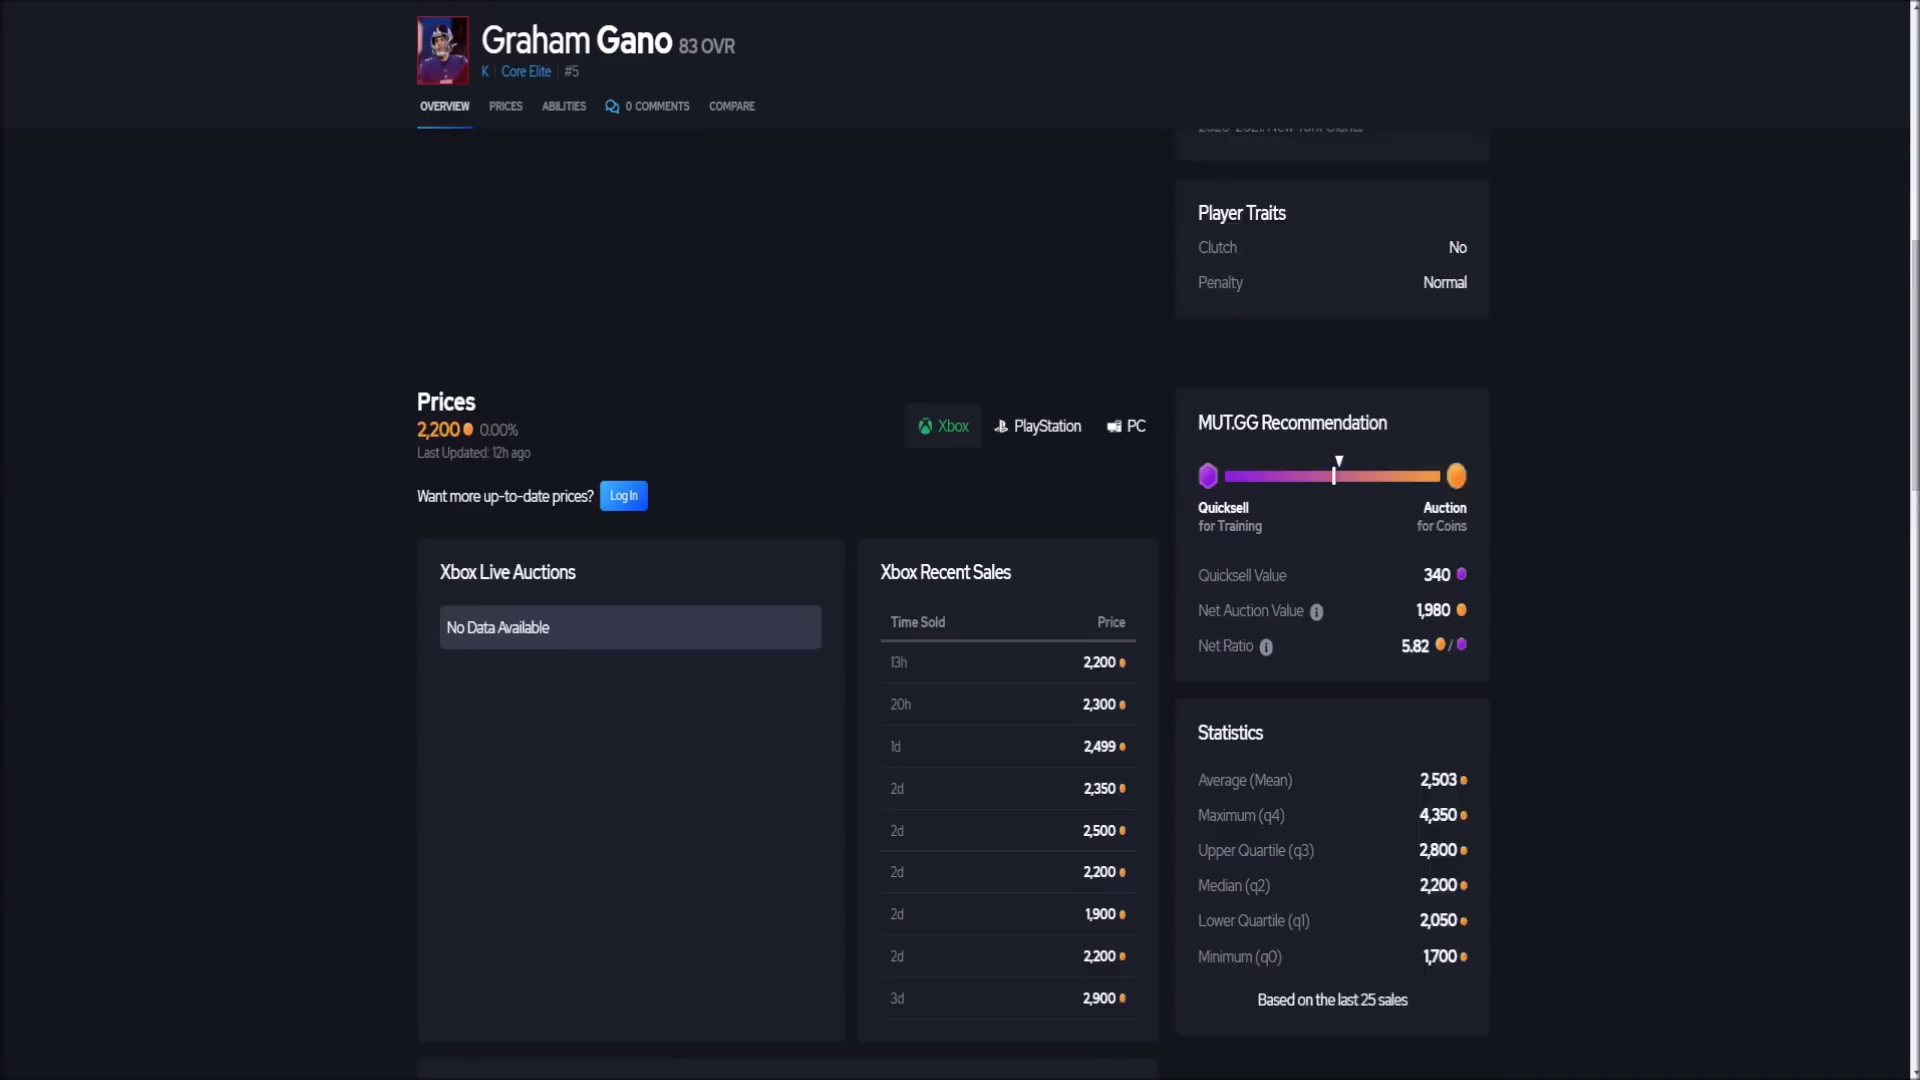 Graham Gano 83 OVR
K Core Elite #5
OVERVIEW PRICES ABILITIES 0 COMMENTS COMPARE
2020-2021: New York Giants
Player Traits
Clutch No
Penalty Normal
Prices
2,200 0.00%
Last Updated: 12h ago
Xbox PlayStation PC
Want more up-to-date prices? Log In
Xbox Live Auctions
No Data Available
Xbox Recent Sales
Time Sold Price
13h 2,200
20h 2,300
1d 2,499
2d 2,350
2d 2,500
2d 2,200
2d 1,900
2d 2,200
3d 2,900
MUT.GG Recommendation
Quicksell Auction
for Training for Coins
Quicksell Value 340
Net Auction Value 1,980
Net Ratio 5.82 /
Statistics
Average (Mean) 2,503
Maximum (q4) 4,350
Upper Quartile (q3) 2,800
Median (q2) 2,200
Lower Quartile (q1) 2,050
Minimum (q0) 1,700
Based on the last 25 sales